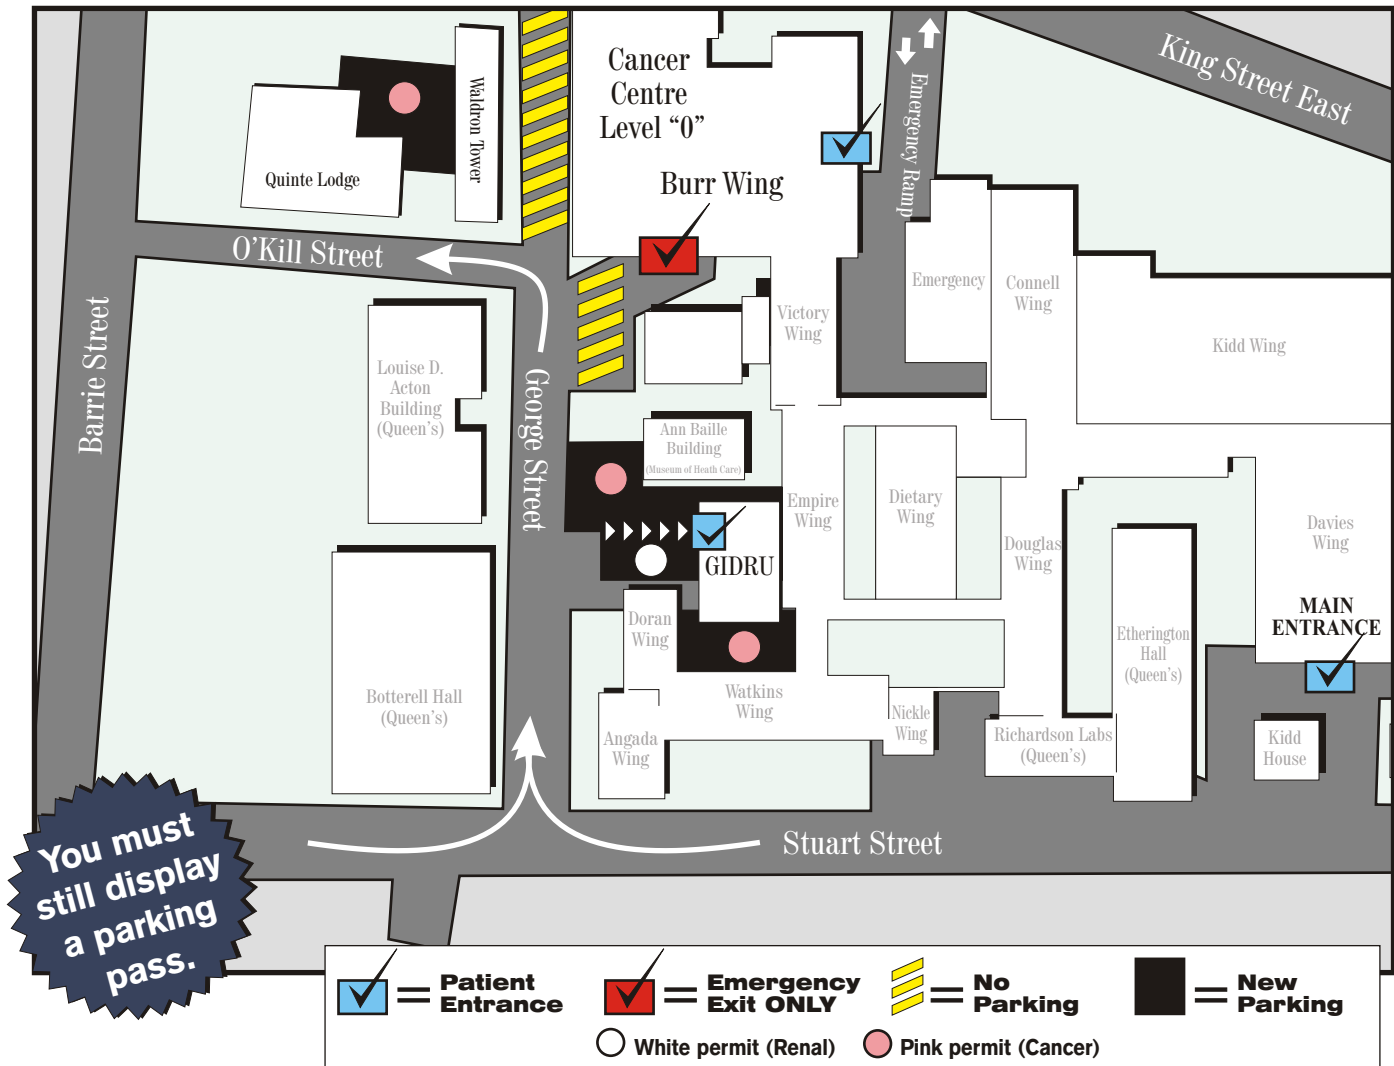 King Street East
Cancer
Centre
Level “0”
Emergency Ramp
Waldron Tower
Quinte Lodge
Burr Wing
O'Kill Street
Barrie Street
George Street
Emergency
Connell
Wing
Victory
Wing
Kidd Wing
Louise D.
Acton
Building
(Queen's)
Ann Baille
Building
(Museum of Heath Care)
Empire
Wing
Dietary
Wing
Douglas
Wing
Davies
Wing
GIDRU
MAIN
ENTRANCE
Doran
Wing
Etherington
Hall
(Queen's)
Botterell Hall
(Queen's)
Watkins
Wing
Nickle
Wing
Angada
Wing
Richardson Labs
(Queen's)
Kidd
House
Stuart Street
You must
still display
a parking
pass.
= Patient
Entrance
= Emergency
Exit ONLY
= No
Parking
= New
Parking
White permit (Renal)
Pink permit (Cancer)